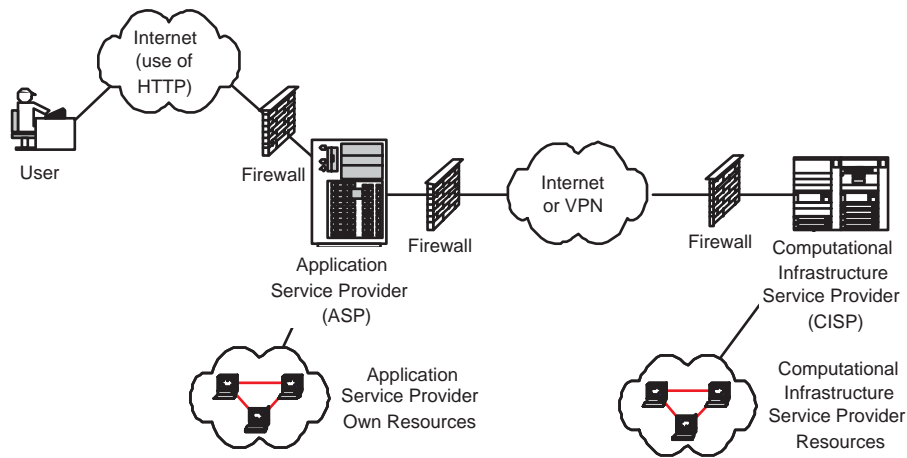 Internet
(use of
HTTP)
User
Firewall
Application
Service Provider
(ASP)
Firewall
Internet
or VPN
Firewall
Computational
Infrastructure
Service Provider
(CISP)
Application
Service Provider
Own Resources
Computational
Infrastructure
Service Provider
Resources